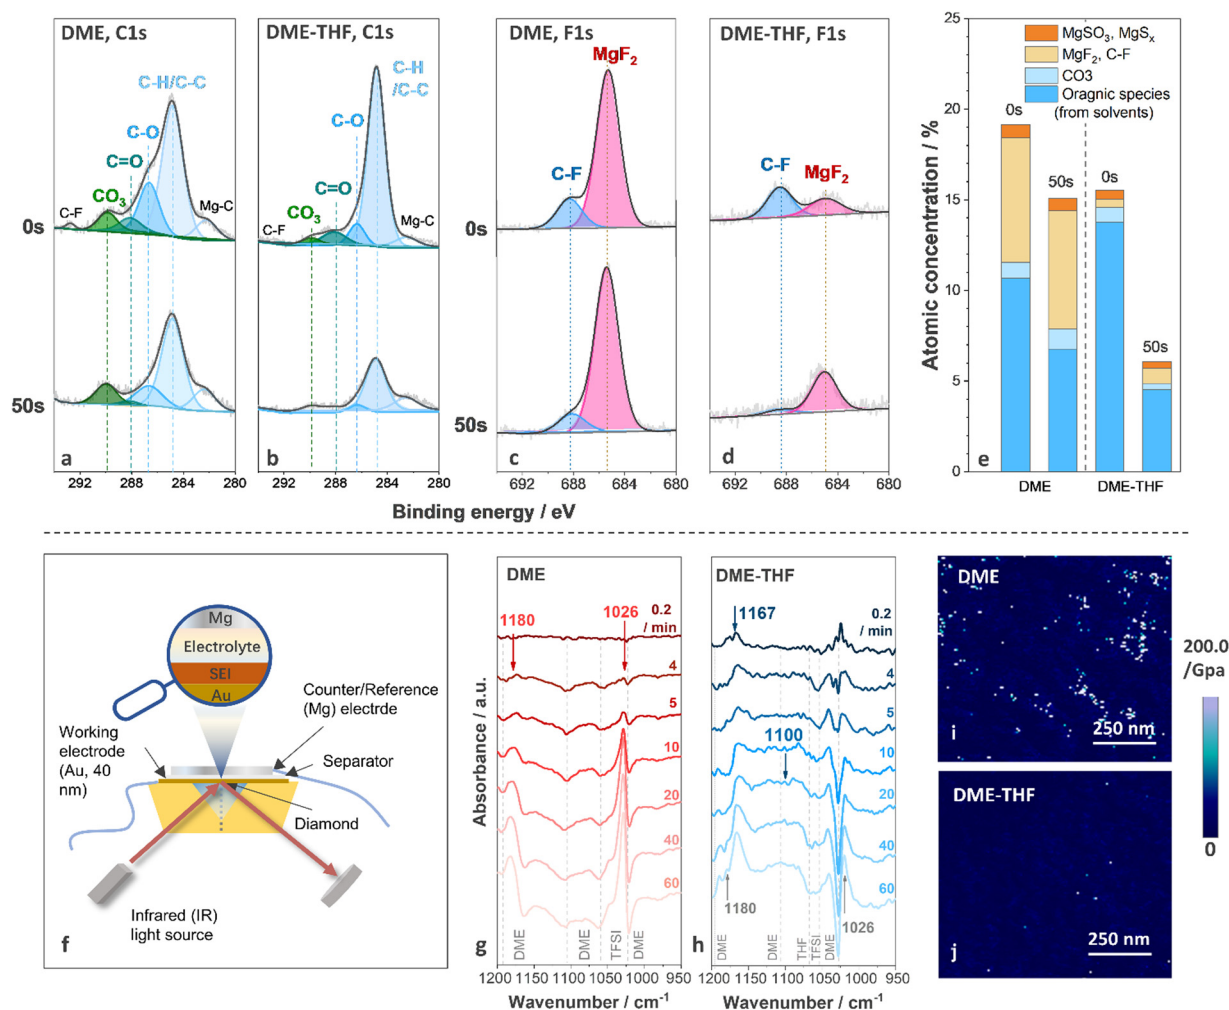 DME, C1s
C-H/C-C
C-O
C=O
CO3
C-F
Mg-C
0s
50s
a
292 288 284 280
DME-THF, C1s
C-H
/C-C
C-O
C=O
CO3
C-F
Mg-C
b
292 288 284 280
DME, F1s
MgF2
C-F
0s
50s
c
692 688 684 680
DME-THF, F1s
C-F
MgF2
d
692 688 684 680
Binding energy / eV
25
20
15
10
5
0
Atomic concentration / %
MgSO3, MgSx
MgF2, C-F
CO3
Oragnic species
(from solvents)
0s
50s
0s
50s
e
DME DME-THF
Mg
Electrolyte
SEI
Au
Counter/Reference
(Mg) electrde
Working
electrode
(Au, 40
nm)
Separator
Diamond
Infrared (IR)
light source
f
DME
1180
1026
0.2
/ min
4
5
10
20
40
60
Absorbance / a.u.
g
DME
DME
TFSI
DME
1200 1150 1100 1050 1000 950
Wavenumber / cm-1
DME-THF
1167
0.2
/ min
4
5
1100
10
20
40
60
1180
1026
h
DME
DME
THF
TFSI
DME
1200 1150 1100 1050 1000 950
Wavenumber / cm-1
DME
i
250 nm
DME-THF
j
250 nm
200.0
/Gpa
0